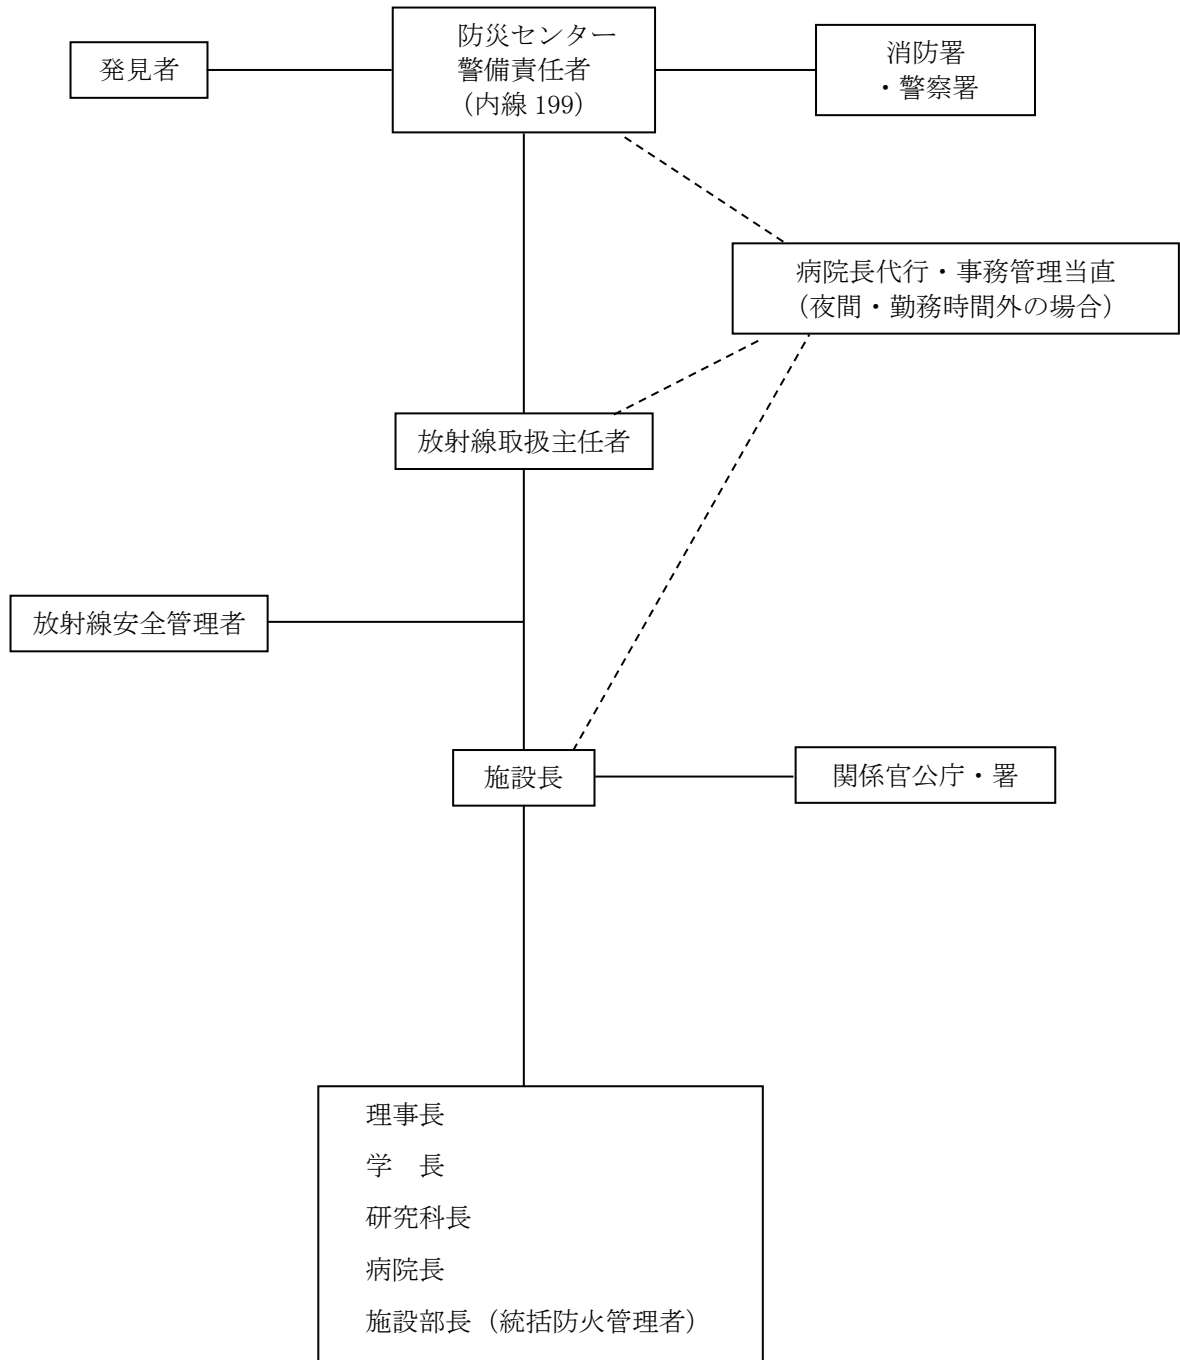 発見者
防災センター
警備責任者
（内線 199）
消防署
・警察署
病院長代行・事務管理当直
（夜間・勤務時間外の場合）
放射線取扱主任者
放射線安全管理者
施設長
関係官公庁・署
理事長
学　長
研究科長
病院長
施設部長（統括防火管理者）